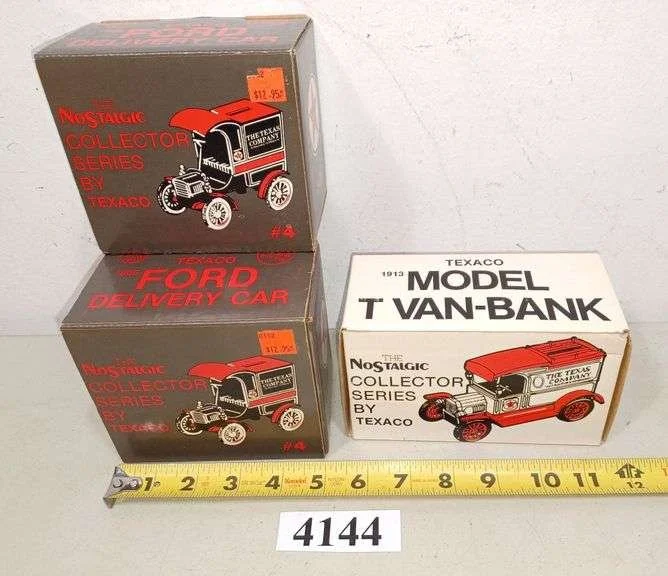 FORD
DELIVERY CAR
$12.95
THE
NOSTALGIC
COLLECTOR
SERIES
BY
TEXACO
THE TEXAS
COMPANY
#4
TEXACO
FORD
DELIVERY CAR
$12.95
THE
NOSTALGIC
COLLECTOR
SERIES
BY
TEXACO
THE TEXAS
COMPANY
#4
TEXACO
1913 MODEL
"T" VAN-BANK
THE
NOSTALGIC
COLLECTOR
SERIES
BY
TEXACO
THE TEXAS
COMPANY
1 2 3 4 5 6 7 8 9 10 11 12
4144